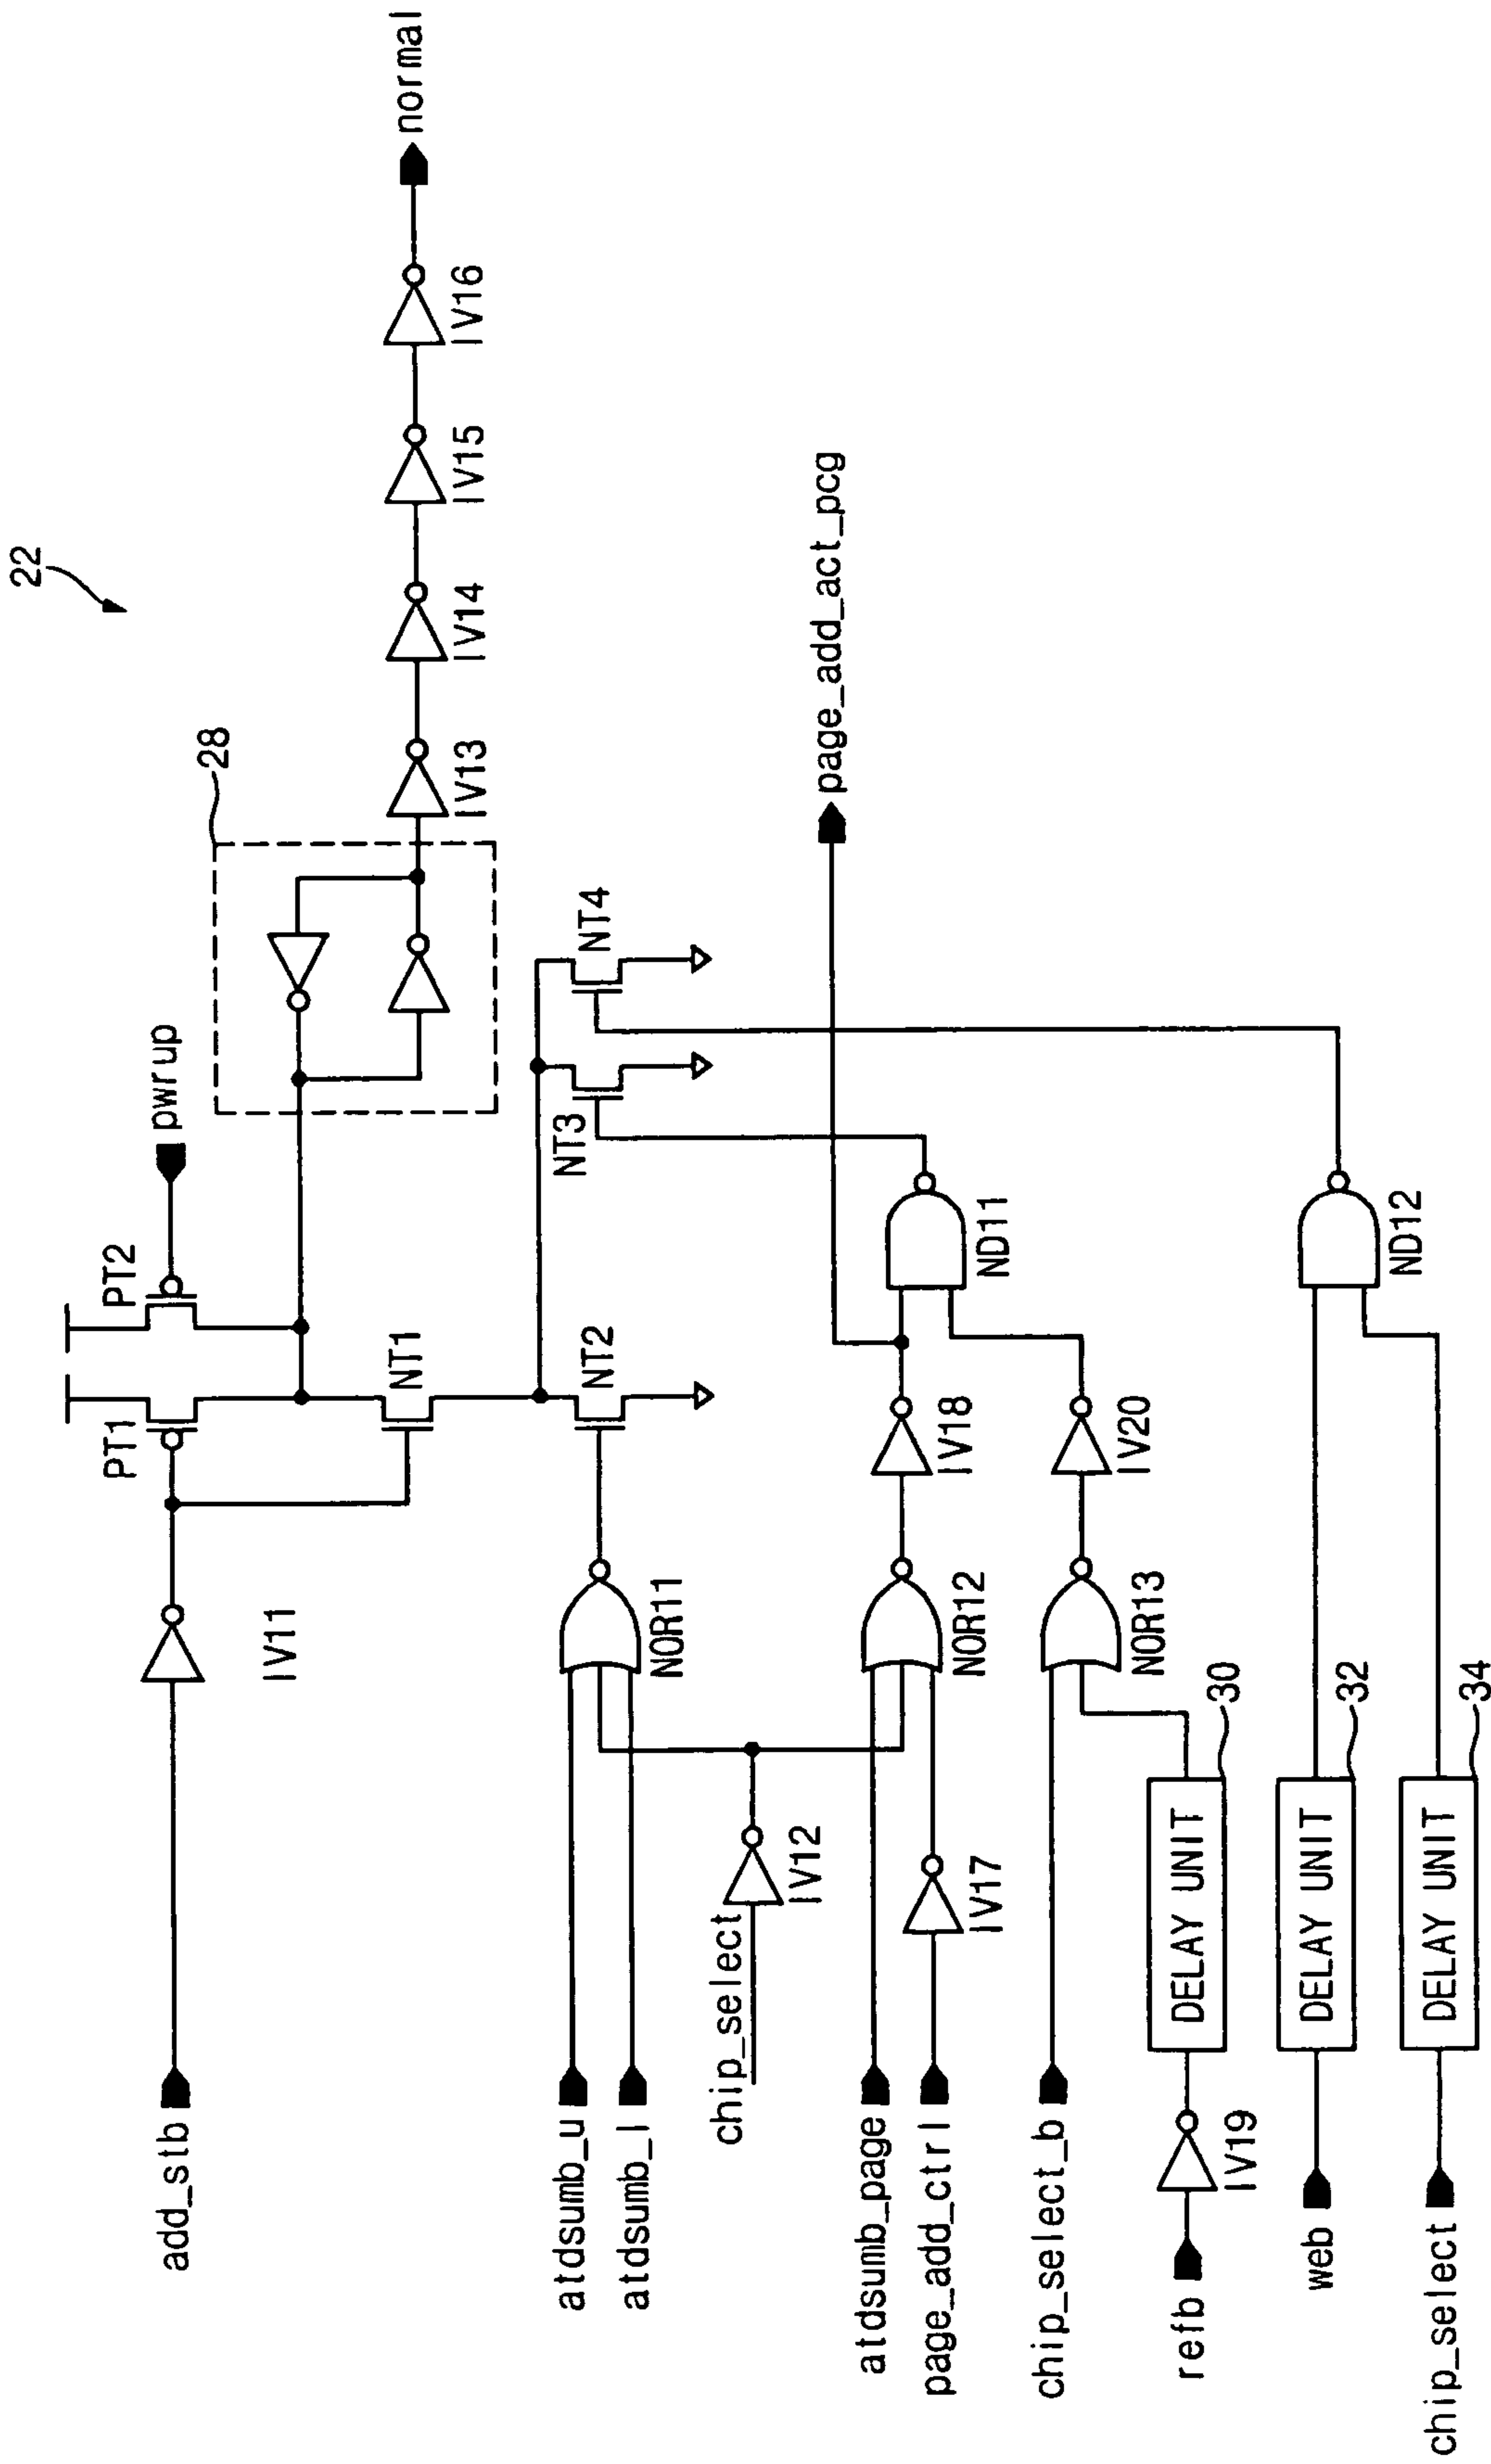 22
normal
IV16
IV15
IV14
IV13
28
pwrup
PT2
PT1
NT1
NT2
NT3
NT4
page_add_act_pcg
add_stb
IV11
atdsumb_u
atdsumb_l
NOR11
chip_select
IV12
atdsumb_page
page_add_ctrl
IV17
NOR12
IV18
ND11
chip_select_b
NOR13
IV20
refb
IV19
DELAY UNIT
30
web
DELAY UNIT
32
ND12
chip_select
DELAY UNIT
34